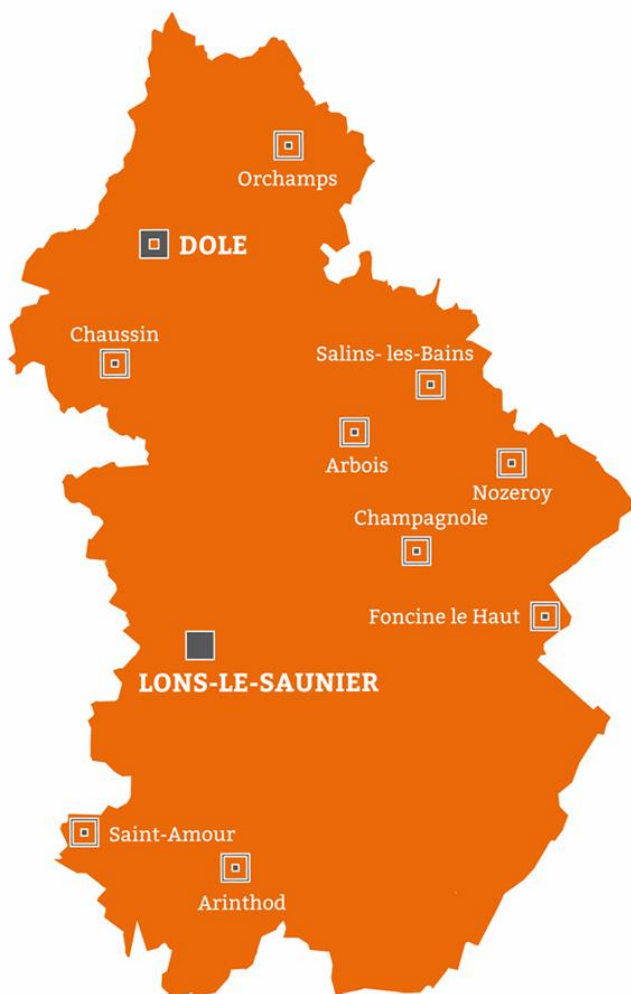 Orchamps
DOLE
Chaussin
Salins- les-Bains
Arbois
Nozeroy
Champagnole
Foncine le Haut
LONS-LE-SAUNIER
Saint-Amour
Arinthod